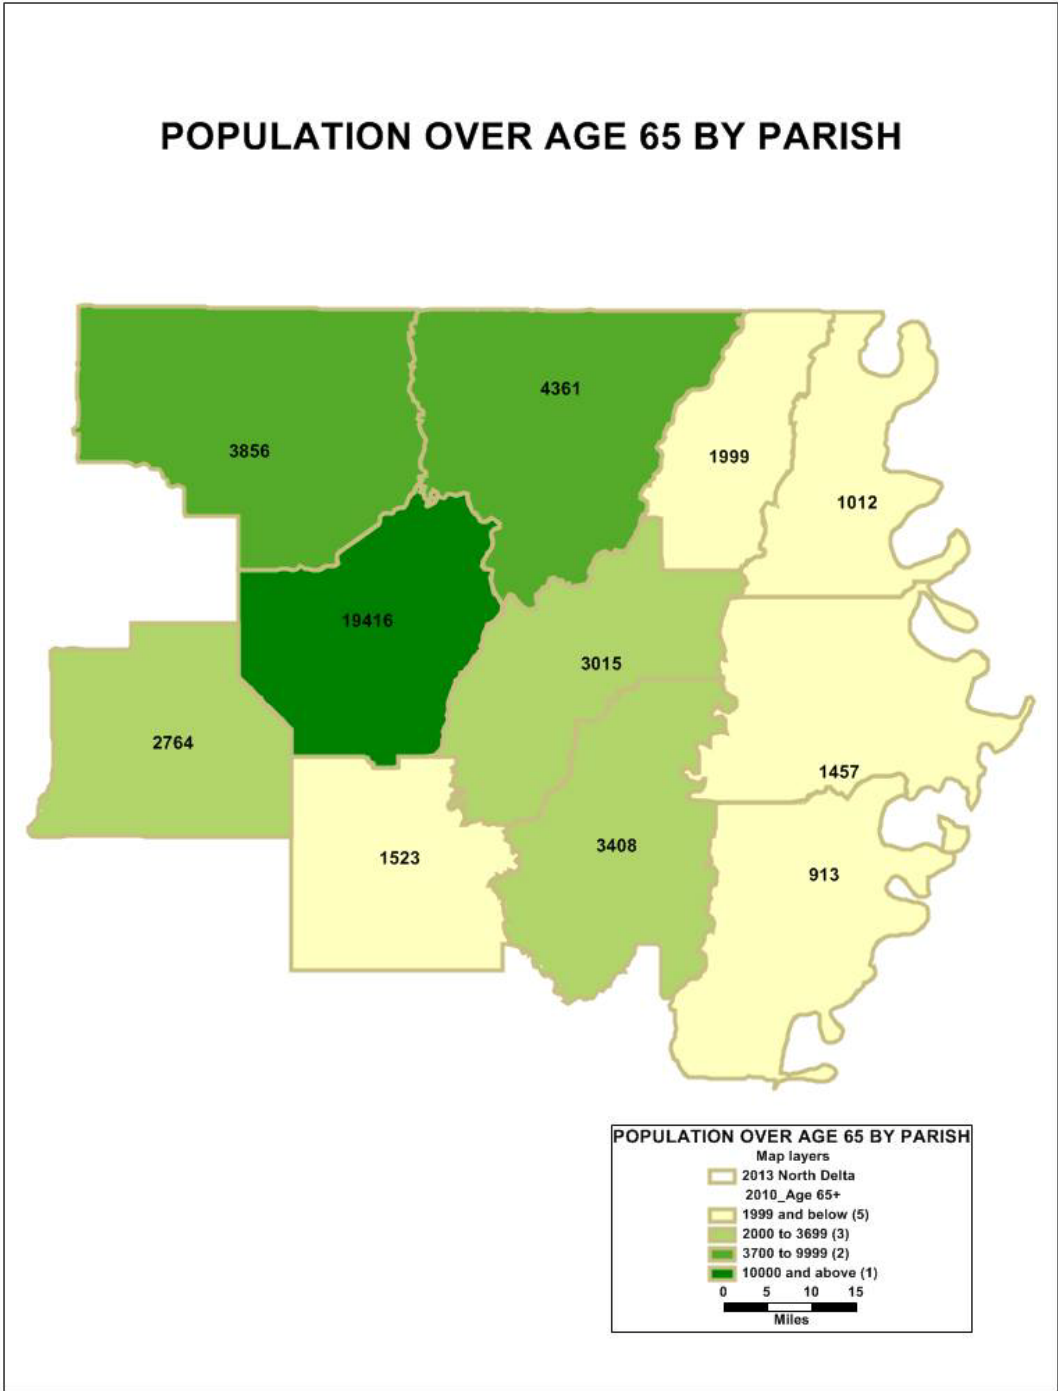 POPULATION OVER AGE 65 BY PARISH
4361
3856
1999
1012
19416
3015
2764
1457
3408
1523
913
POPULATION OVER AGE 65 BY PARISH
Map layers
2013 North Delta
2010_Age 65+
1999 and below (5)
2000 to 3699 (3)
3700 to 9999 (2)
10000 and above (1)
0 5 10 15
Miles